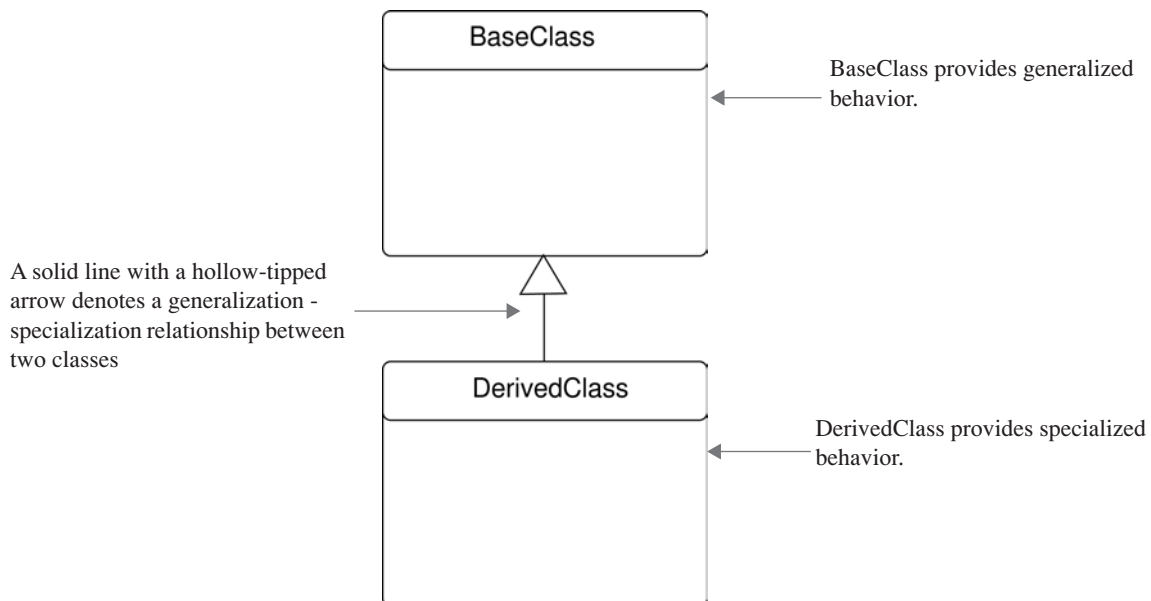 BaseClass
BaseClass provides generalized
behavior.
A solid line with a hollow-tipped
arrow denotes a generalization -
specialization relationship between
two classes
DerivedClass
DerivedClass provides specialized
behavior.